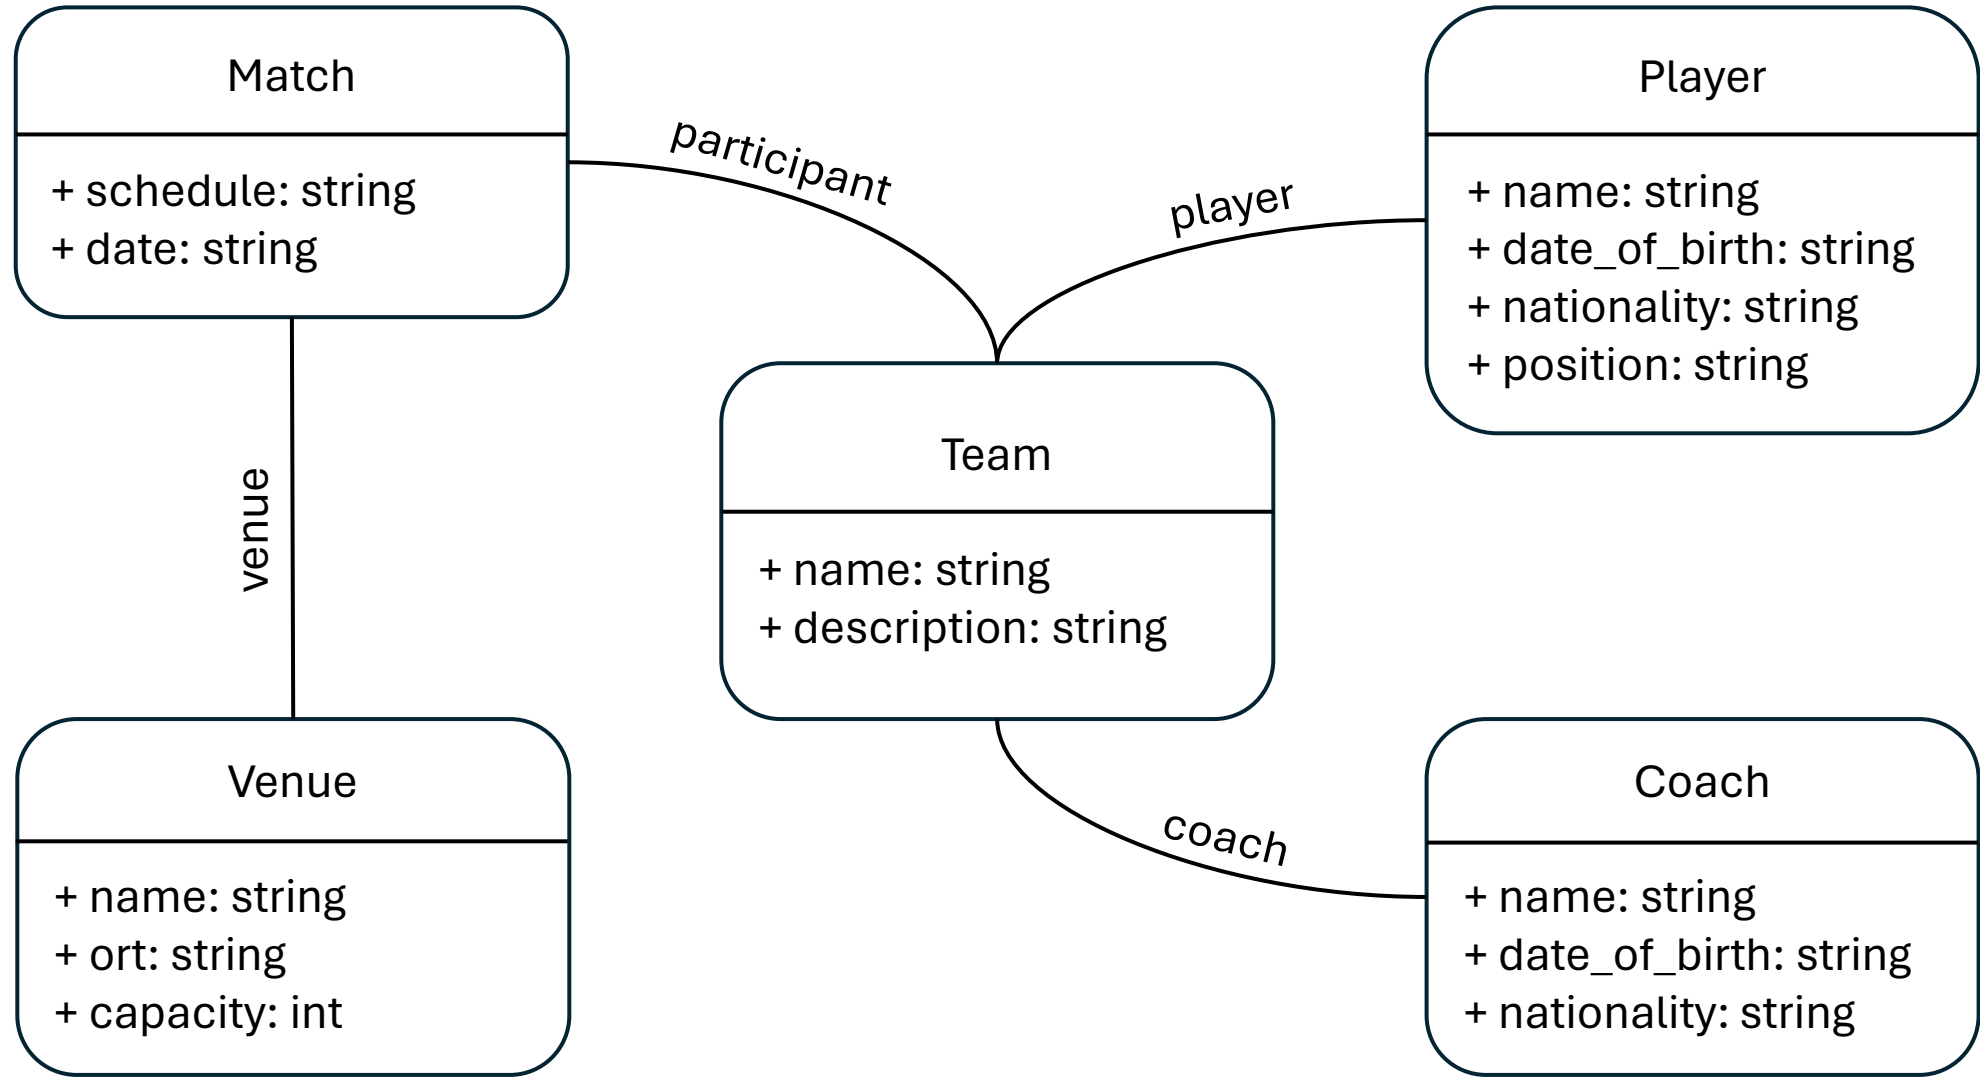 Match
+ schedule: string
+ date: string
participant
player
Player
+ name: string
+ date_of_birth: string
+ nationality: string
+ position: string
Team
+ name: string
+ description: string
venue
Venue
+ name: string
+ ort: string
+ capacity: int
coach
Coach
+ name: string
+ date_of_birth: string
+ nationality: string